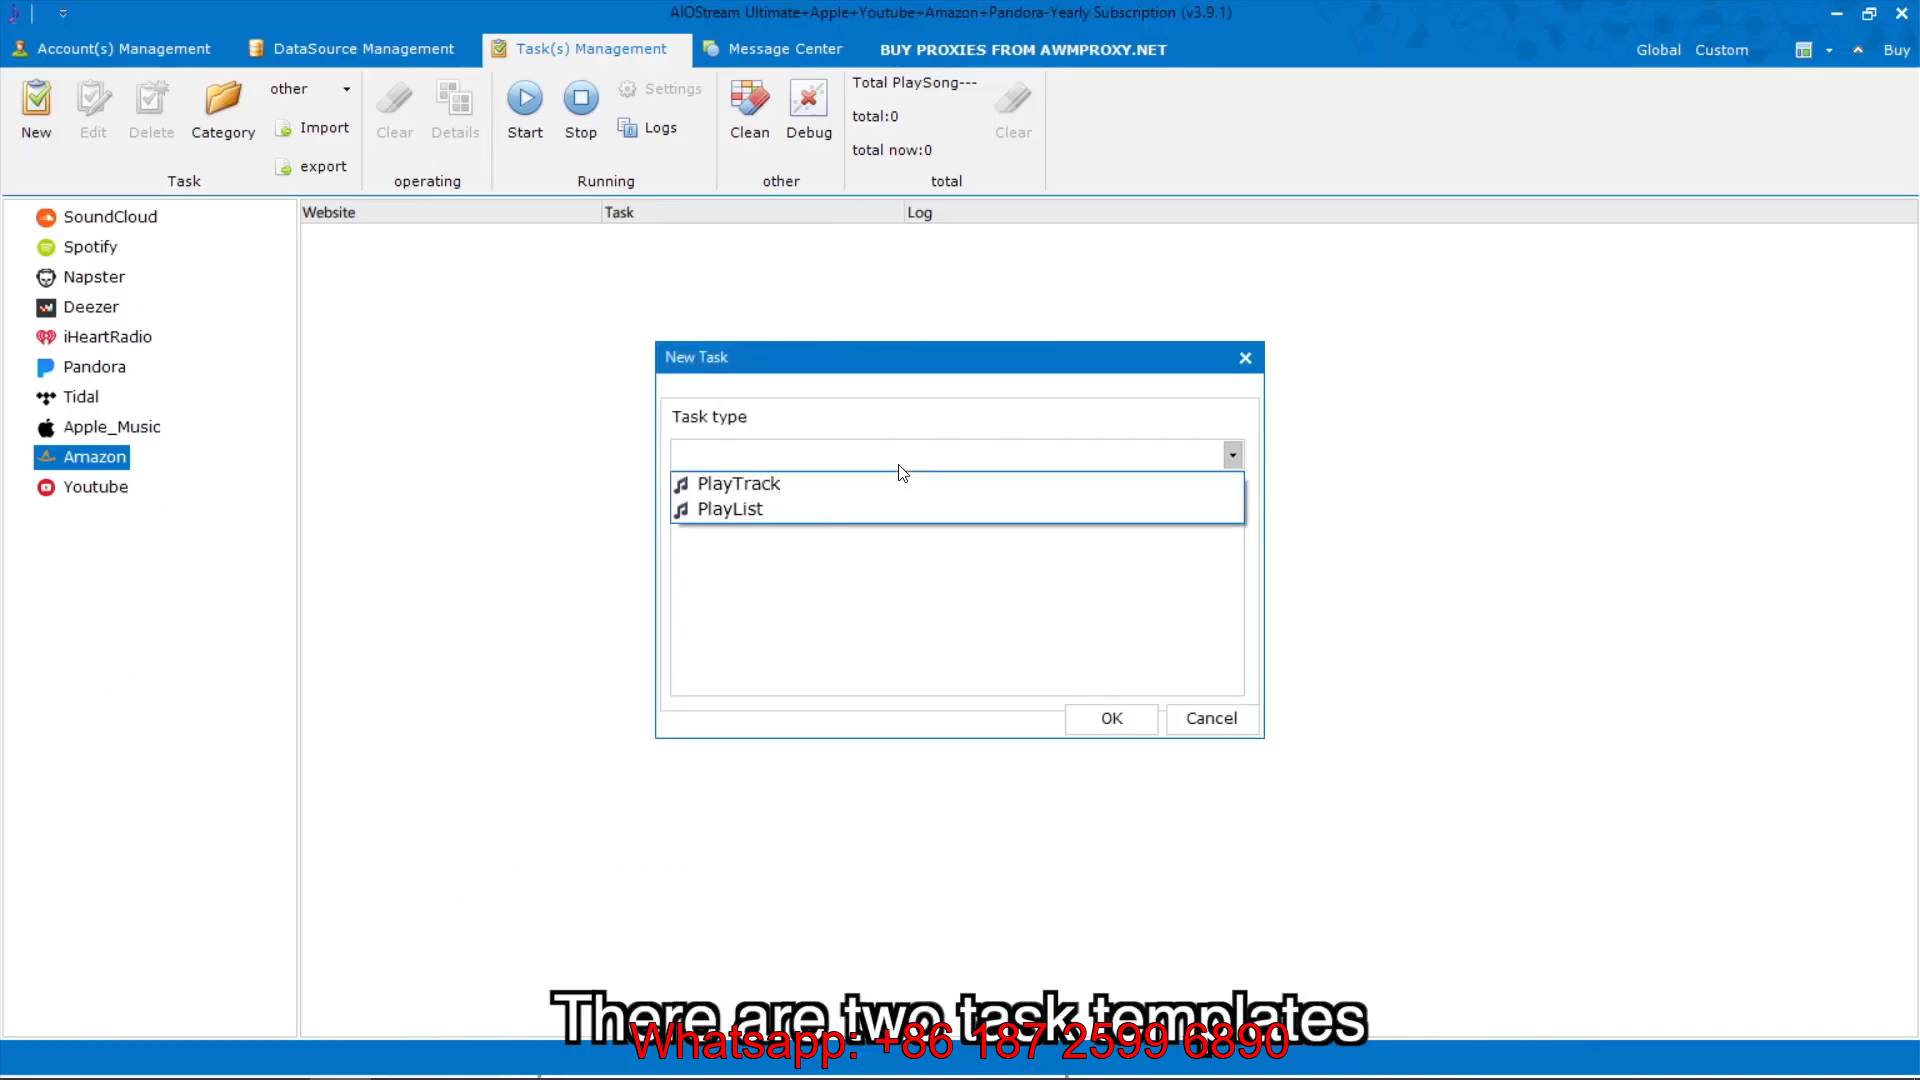 AIOStream Ultimate+Apple+Youtube+Amazon+Pandora-Yearly Subscription (v3.9.1)
Account(s) Management
DataSource Management
Task(s) Management
Message Center
BUY PROXIES FROM AWMPROXY.NET
Global
Custom
Buy
New
Edit
Delete
Category
other
Import
export
Task
Clear
Details
operating
Start
Stop
Settings
Logs
Running
Clean
Debug
other
Total PlaySong---
total:0
total now:0
Clear
total
SoundCloud
Spotify
Napster
Deezer
iHeartRadio
Pandora
Tidal
Apple_Music
Amazon
Youtube
Website
Task
Log
New Task
Task type
PlayTrack
PlayList
OK
Cancel
There are two task templates
Whatsapp: +86 187 2599 6890